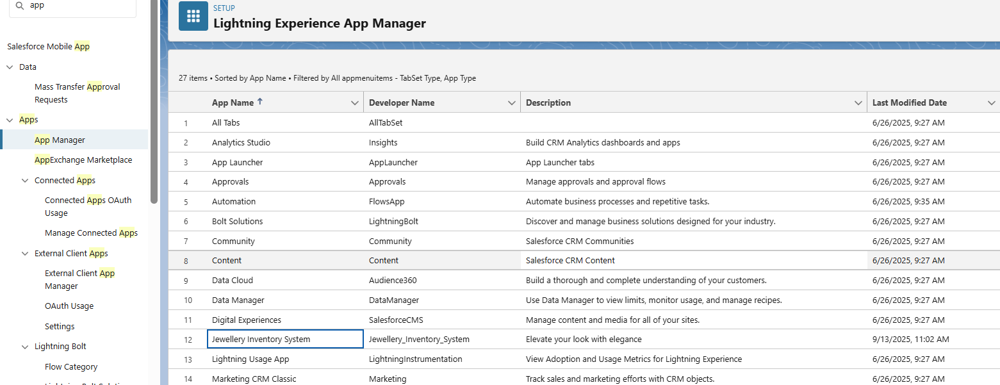 app
Salesforce Mobile App
Data
Mass Transfer Approval
Requests
Apps
App Manager
AppExchange Marketplace
Connected Apps
Connected Apps OAuth
Usage
Manage Connected Apps
External Client Apps
External Client App
Manager
OAuth Usage
Settings
Lightning Bolt
Flow Category
SETUP
Lightning Experience App Manager
27 items • Sorted by App Name • Filtered by All appmenuitems - TabSet Type, App Type
App Name Developer Name Description Last Modified Date
1 All Tabs AllTabSet 6/26/2025, 9:27 AM
2 Analytics Studio Insights Build CRM Analytics dashboards and apps 6/26/2025, 9:27 AM
3 App Launcher AppLauncher App Launcher tabs 6/26/2025, 9:27 AM
4 Approvals Approvals Manage approvals and approval flows 6/26/2025, 9:27 AM
5 Automation FlowsApp Automate business processes and repetitive tasks. 6/26/2025, 9:35 AM
6 Bolt Solutions LightningBolt Discover and manage business solutions designed for your industry. 6/26/2025, 9:27 AM
7 Community Community Salesforce CRM Communities 6/26/2025, 9:27 AM
8 Content Content Salesforce CRM Content 6/26/2025, 9:27 AM
9 Data Cloud Audience360 Build a thorough and complete understanding of your customers. 6/26/2025, 9:27 AM
10 Data Manager DataManager Use Data Manager to view limits, monitor usage, and manage recipes. 6/26/2025, 9:27 AM
11 Digital Experiences SalesforceCMS Manage content and media for all of your sites. 6/26/2025, 9:27 AM
12 Jewellery Inventory System Jewellery_Inventory_System Elevate your look with elegance 9/13/2025, 11:02 AM
13 Lightning Usage App LightningInstrumentation View Adoption and Usage Metrics for Lightning Experience 6/26/2025, 9:27 AM
14 Marketing CRM Classic Marketing Track sales and marketing efforts with CRM objects. 6/26/2025, 9:27 AM